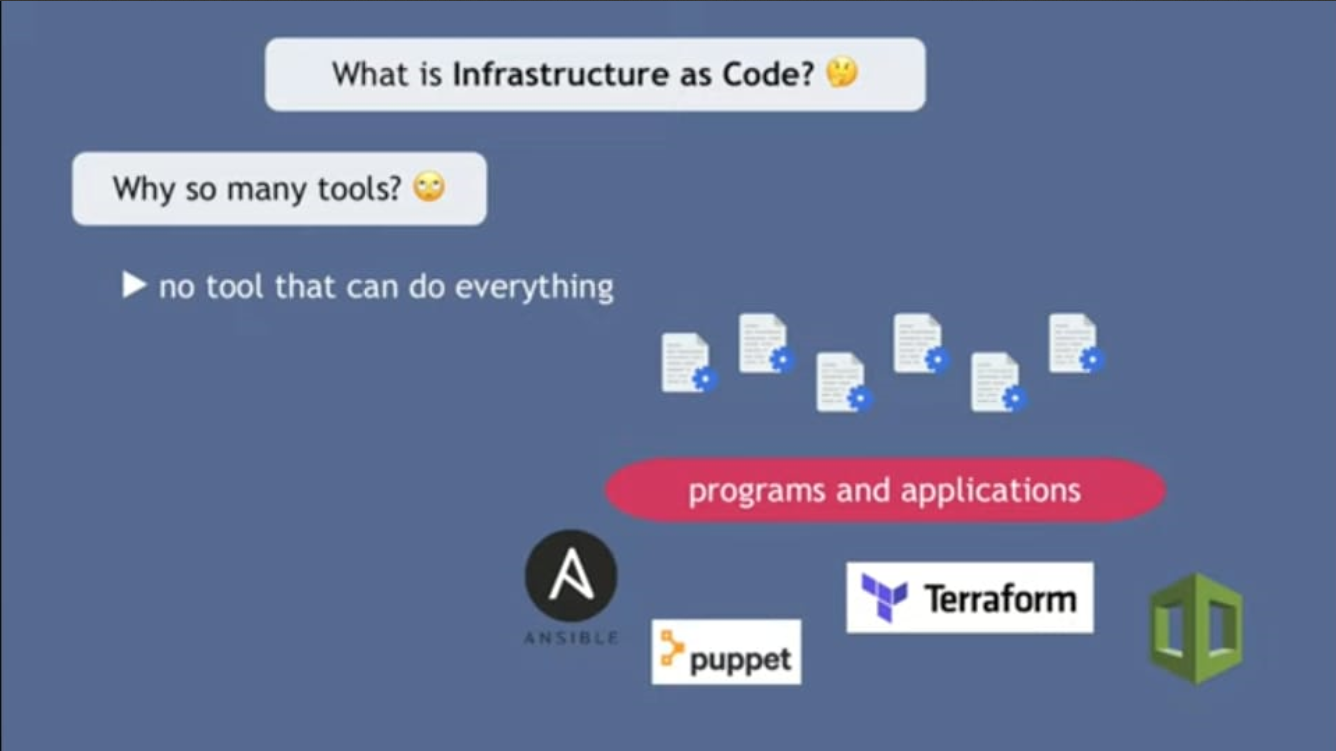 What is Infrastructure as Code? 🤔
Why so many tools? 🙄
▶ no tool that can do everything
programs and applications
ANSIBLE
Terraform
puppet